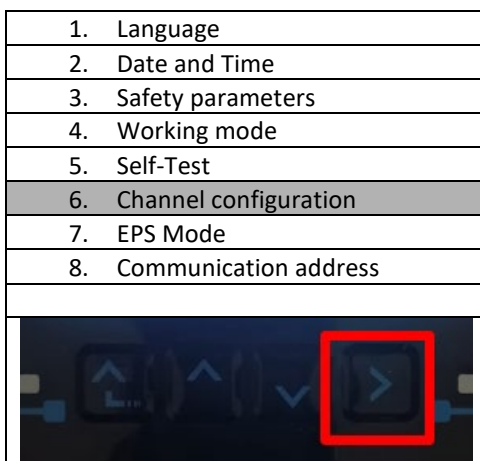 1. Language
2. Date and Time
3. Safety parameters
4. Working mode
5. Self-Test
6. Channel configuration
7. EPS Mode
8. Communication address